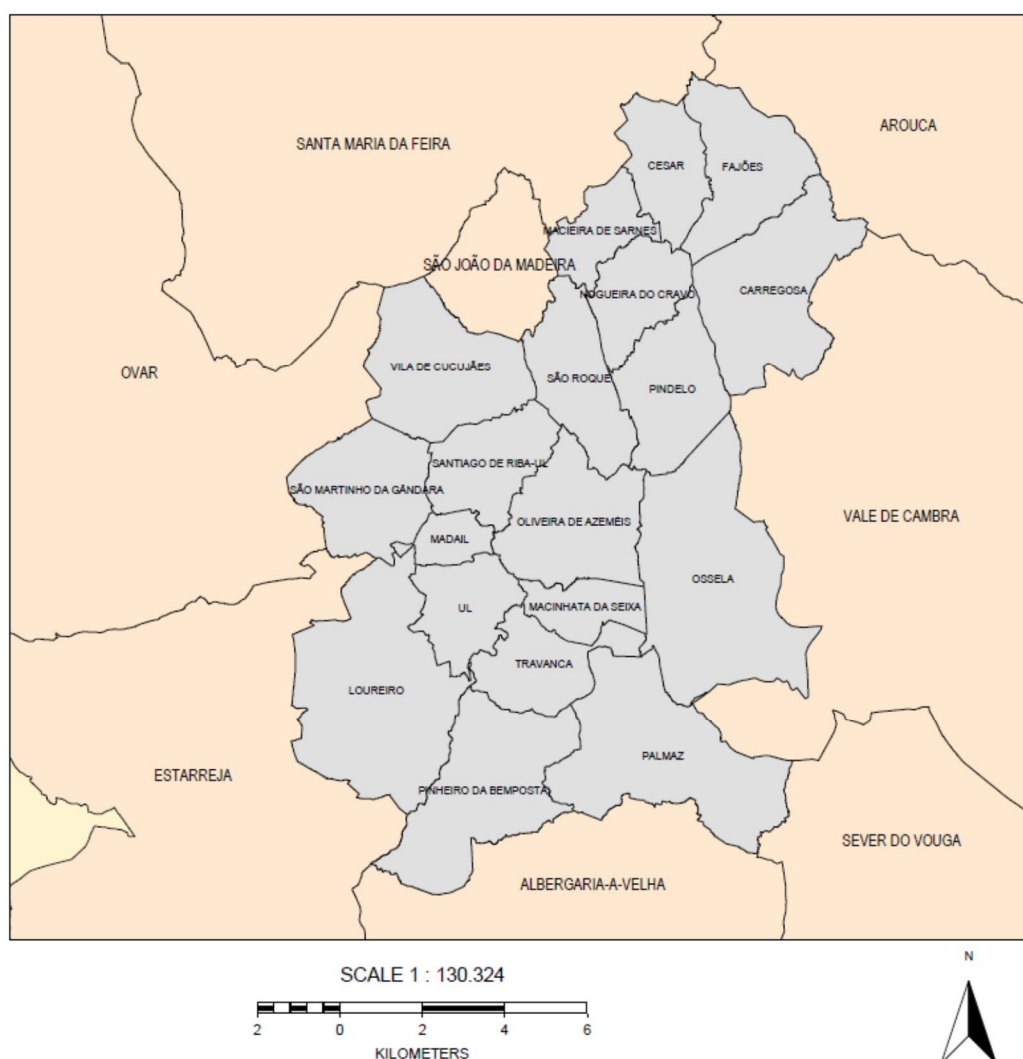 SANTA MARIA DA FEIRA
AROUCA
CESAR
FAJÕES
MACIEIRA DE SARNES
SÃO JOÃO DA MADEIRA
NOGUEIRA DO CRAVO
CARREGOSA
OVAR
VILA DE CUCUJÃES
SÃO ROQUE
PINDELO
SANTIAGO DE RIBA-UL
SÃO MARTINHO DA GÂNDARA
OLIVEIRA DE AZEMÉIS
VALE DE CAMBRA
MADAIL
OSSELA
UL
MACINHATA DA SEIXA
TRAVANCA
LOUREIRO
PALMAZ
ESTARREJA
PINHEIRO DA BEMPOSTA
SEVER DO VOUGA
ALBERGARIA-A-VELHA
N
SCALE 1 : 130.324
2 0 2 4 6
KILOMETERS